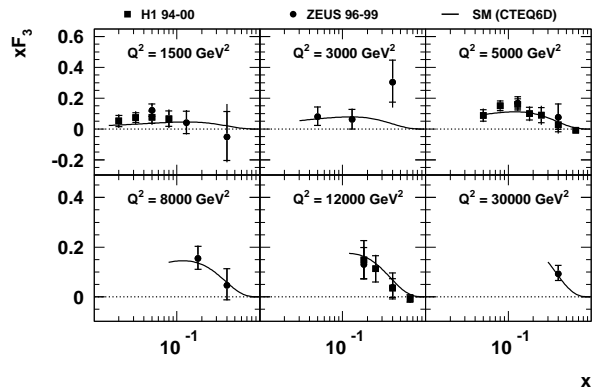 H1 94-00 ZEUS 96-99 SM (CTEQ6D)
xF₃
Q² = 1500 GeV² Q² = 3000 GeV² Q² = 5000 GeV²
0.6
0.4
0.2
0
-0.2
Q² = 8000 GeV² Q² = 12000 GeV² Q² = 30000 GeV²
0.4
0.2
0
10⁻¹ 10⁻¹ 10⁻¹
x